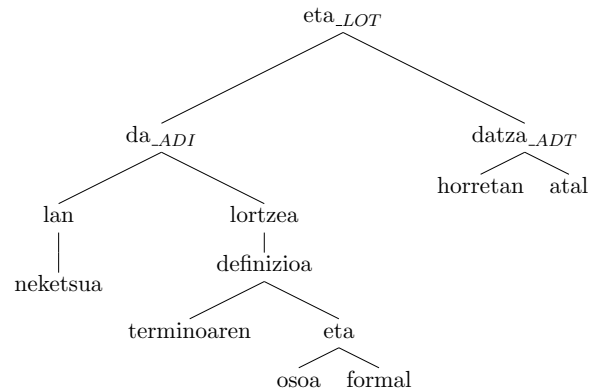 eta_LOT
da_ADI datza_ADT
horretan atal
lan lortzea
definizioa
neketsua
terminoaren eta
osoa formal